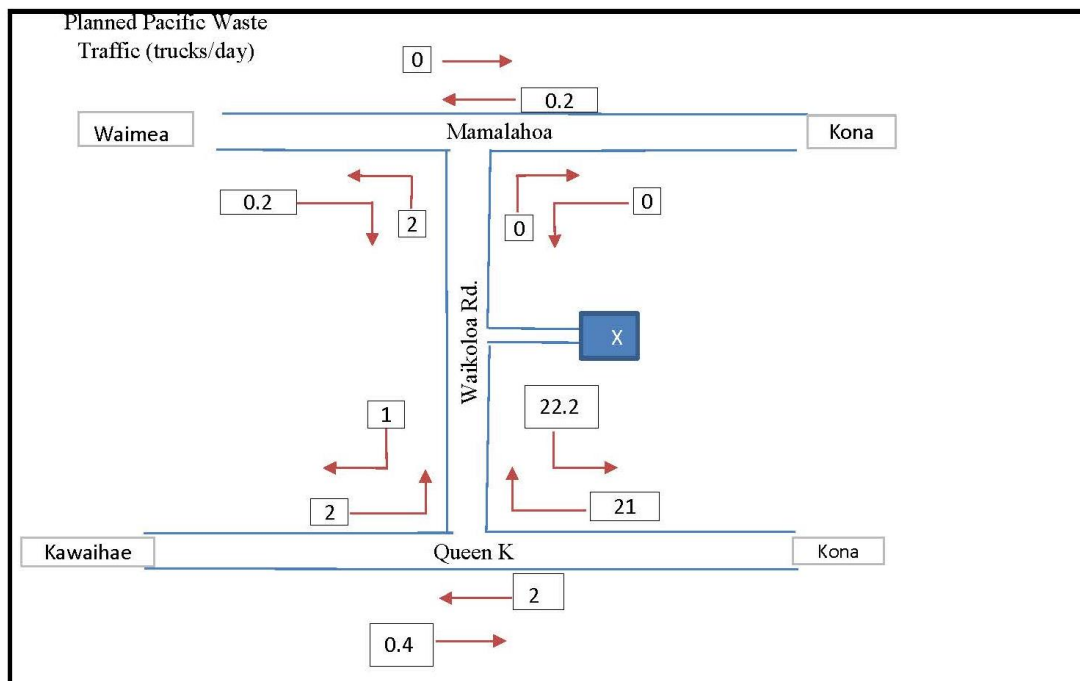 Planned Pacific Waste
Traffic (trucks/day)
0
0.2
Waimea
Mamalahoa
Kona
0.2
2
0
0
Waikoloa Rd.
X
1
22.2
2
21
Kawaihae
Queen K
Kona
2
0.4